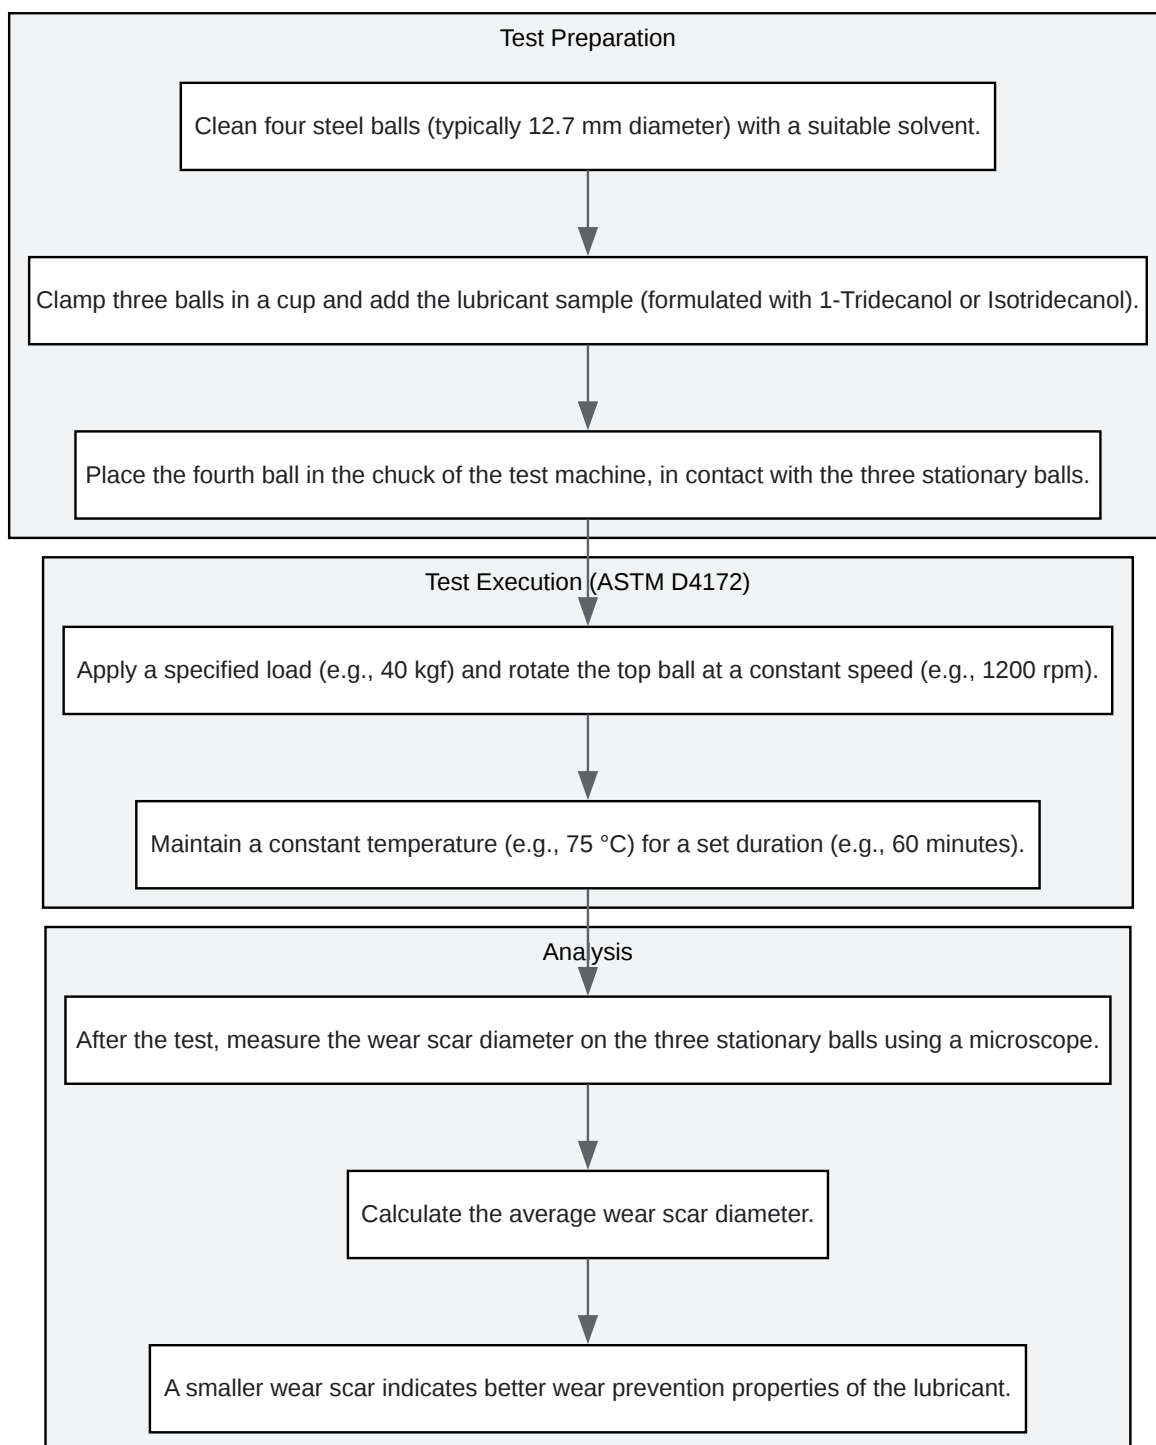 Test Preparation
Clean four steel balls (typically 12.7 mm diameter) with a suitable solvent.
Clamp three balls in a cup and add the lubricant sample (formulated with 1-Tridecanol or Isotridecanol).
Place the fourth ball in the chuck of the test machine, in contact with the three stationary balls.
Test Execution (ASTM D4172)
Apply a specified load (e.g., 40 kgf) and rotate the top ball at a constant speed (e.g., 1200 rpm).
Maintain a constant temperature (e.g., 75 °C) for a set duration (e.g., 60 minutes).
Analysis
After the test, measure the wear scar diameter on the three stationary balls using a microscope.
Calculate the average wear scar diameter.
A smaller wear scar indicates better wear prevention properties of the lubricant.